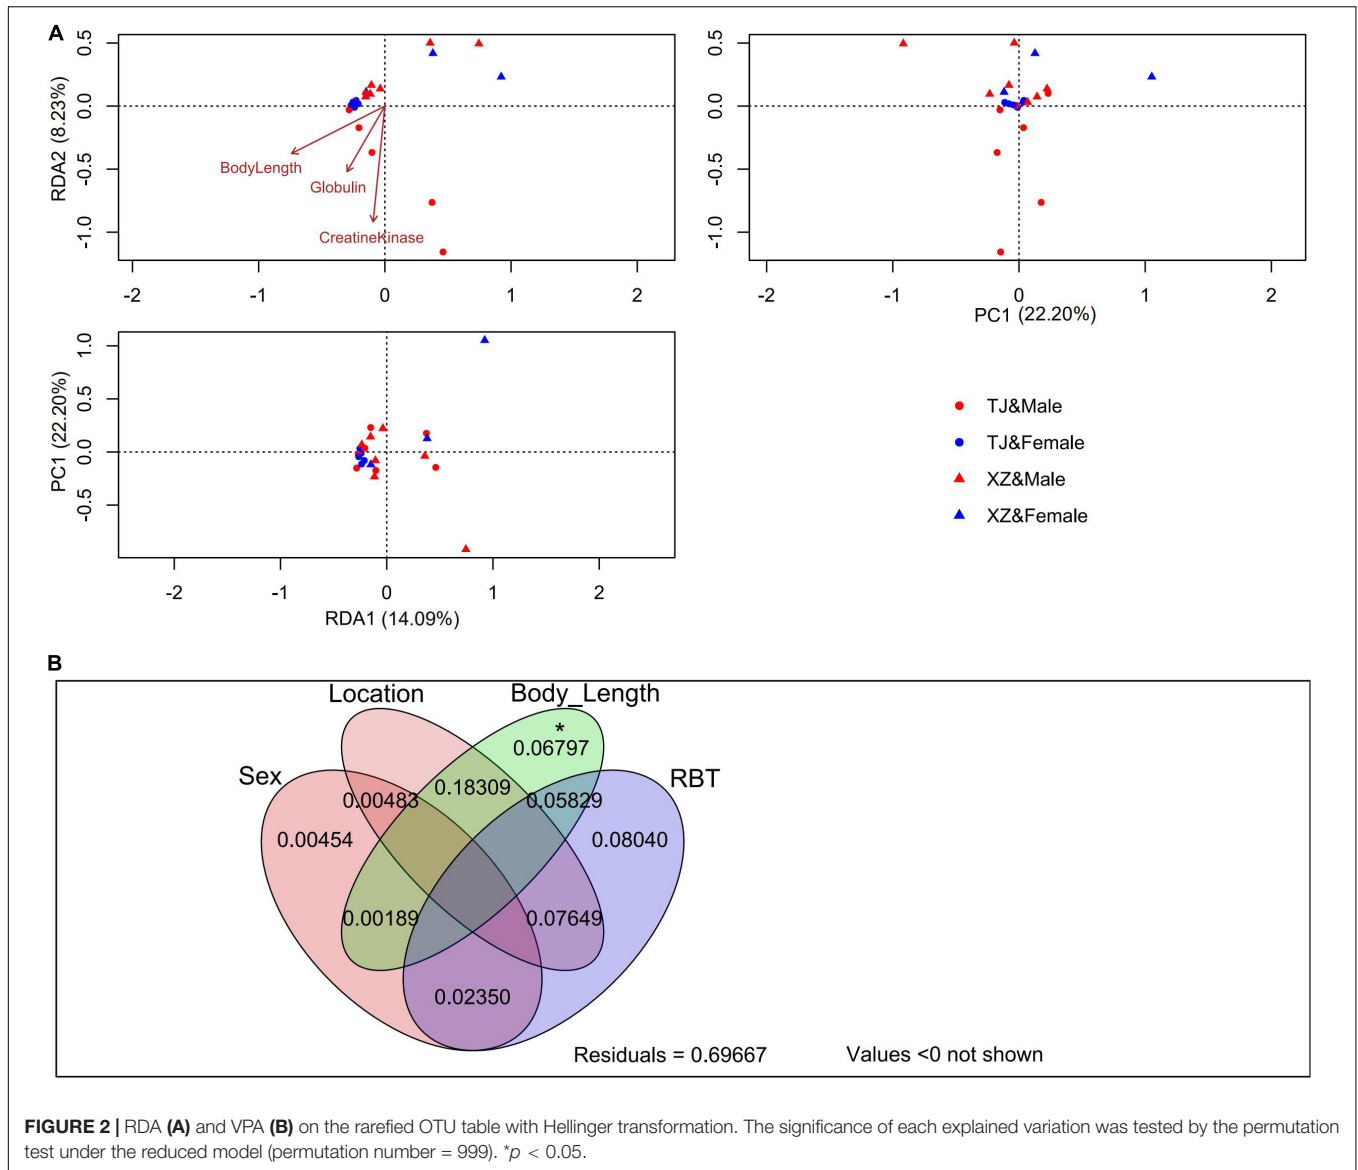 A
0.5
0.0
-0.5
-1.0
RDA2 (8.23%)
BodyLength
Globulin
CreatineKinase
-2 -1 0 1 2
0.5
0.0
-0.5
-1.0
-2 -1 0 1 2
PC1 (22.20%)
1.0
0.5
0.0
-0.5
PC1 (22.20%)
-2 -1 0 1 2
RDA1 (14.09%)
TJ&Male
TJ&Female
XZ&Male
XZ&Female
B
Location Body_Length
Sex RBT
*
0.06797
0.18309
0.00483 0.05829
0.00454 0.08040
0.00189 0.07649
0.02350
Residuals = 0.69667 Values <0 not shown
FIGURE 2 | RDA (A) and VPA (B) on the rarefied OTU table with Hellinger transformation. The significance of each explained variation was tested by the permutation
test under the reduced model (permutation number = 999). *p < 0.05.